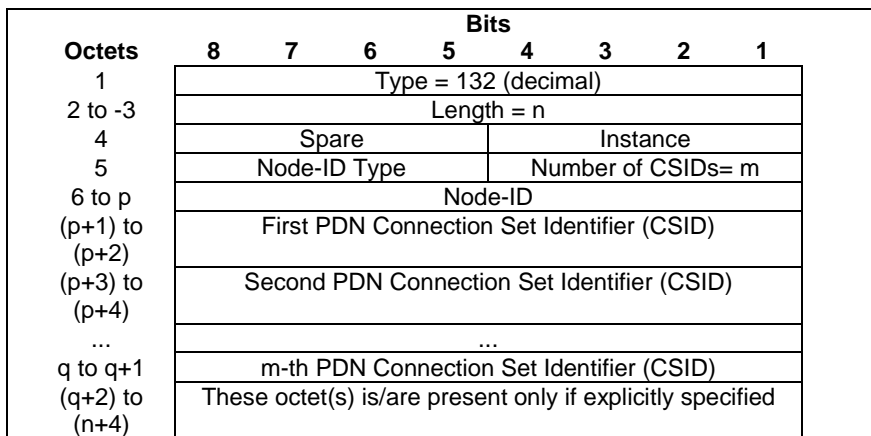 Bits
Octets 8 7 6 5 4 3 2 1
1 Type = 132 (decimal)
2 to -3 Length = n
4 Spare Instance
5 Node-ID Type Number of CSIDs= m
6 to p Node-ID
(p+1) to First PDN Connection Set Identifier (CSID)
(p+2)
(p+3) to Second PDN Connection Set Identifier (CSID)
(p+4)
... ...
q to q+1 m-th PDN Connection Set Identifier (CSID)
(q+2) to These octet(s) is/are present only if explicitly specified
(n+4)